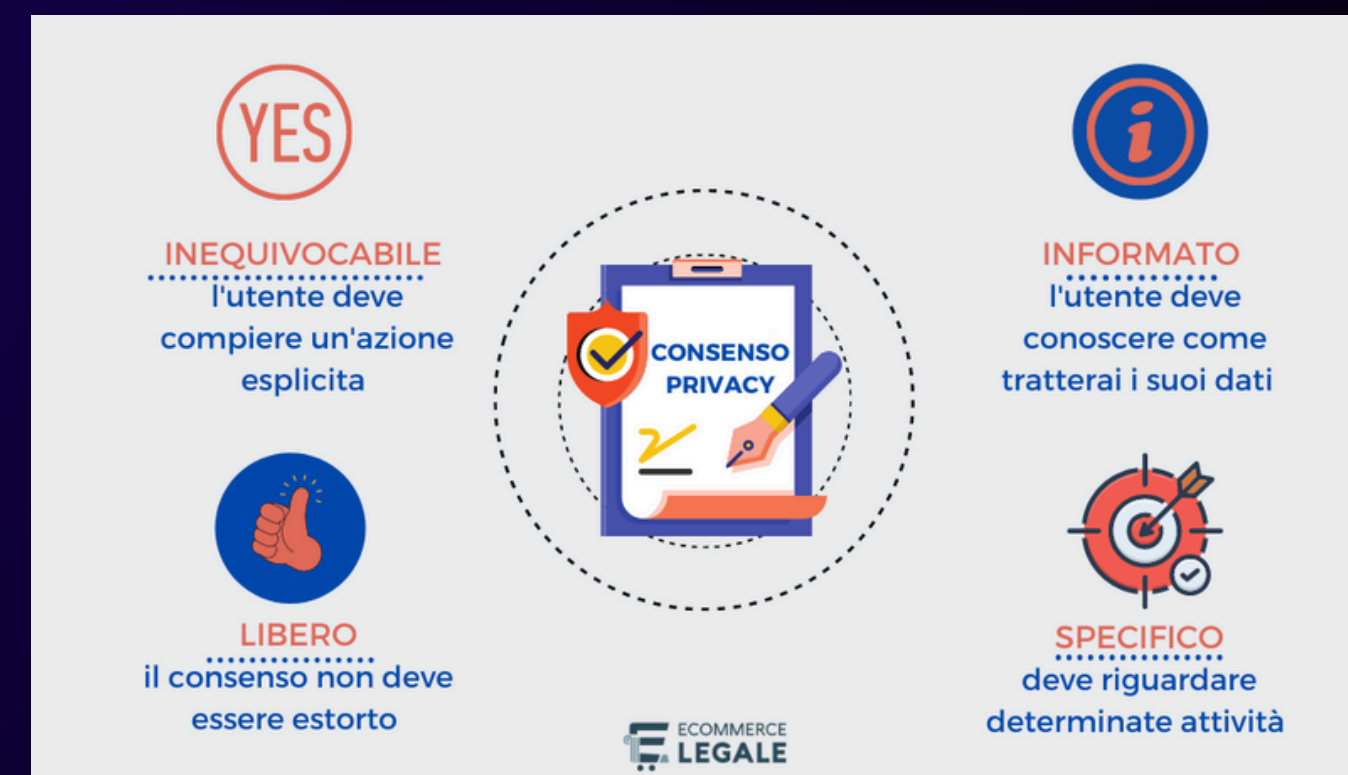 YES
INEQUIVOCABILE
l'utente deve
compiere un'azione
esplicita
i
INFORMATO
l'utente deve
conoscere come
tratterai i suoi dati
CONSENSO
PRIVACY
LIBERO
il consenso non deve
essere estorto
SPECIFICO
deve riguardare
determinate attività
ECOMMERCE
LEGALE